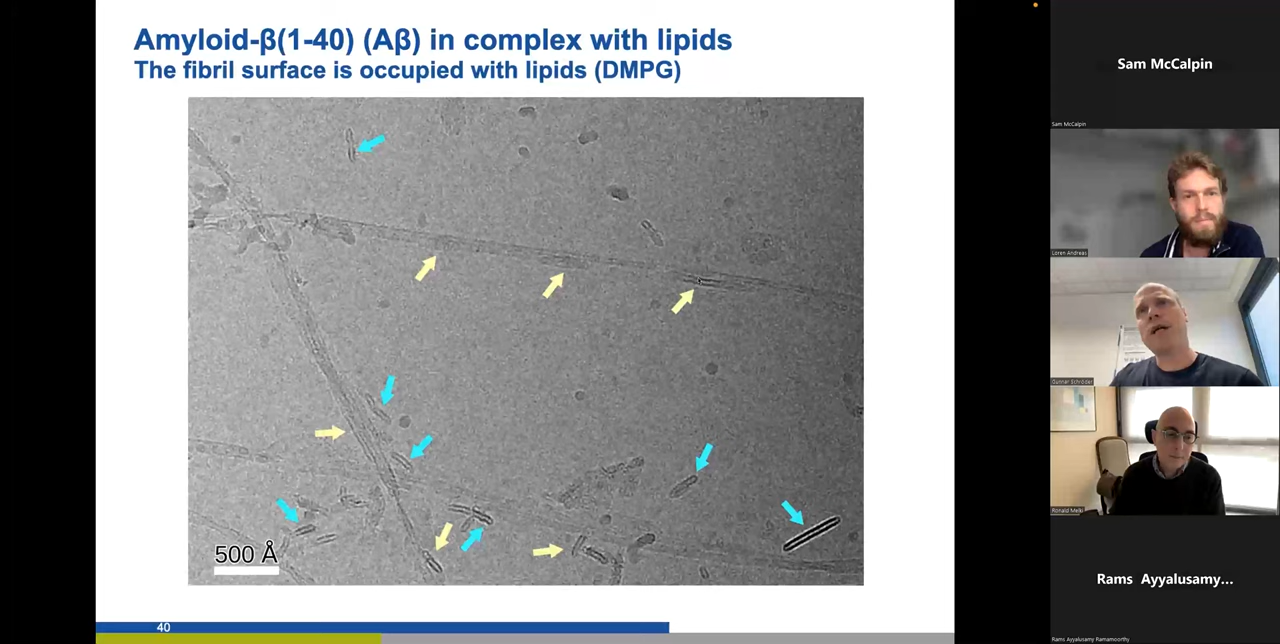 Amyloid-β(1-40) (Aβ) in complex with lipids
The fibril surface is occupied with lipids (DMPG)
500 Å
40
Sam McCalpin
Sam McCalpin
Loren Andreas
Gunnar Schröder
Ronald Melki
Rams Ayyalusamy...
Rams Ayyalusamy Ramamoorthy